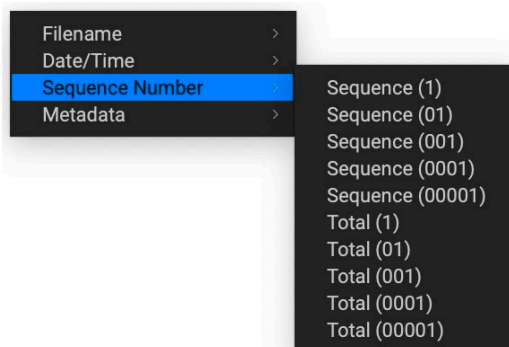 Filename
Date/Time
Sequence Number
Metadata
Sequence (1)
Sequence (01)
Sequence (001)
Sequence (0001)
Sequence (00001)
Total (1)
Total (01)
Total (001)
Total (0001)
Total (00001)